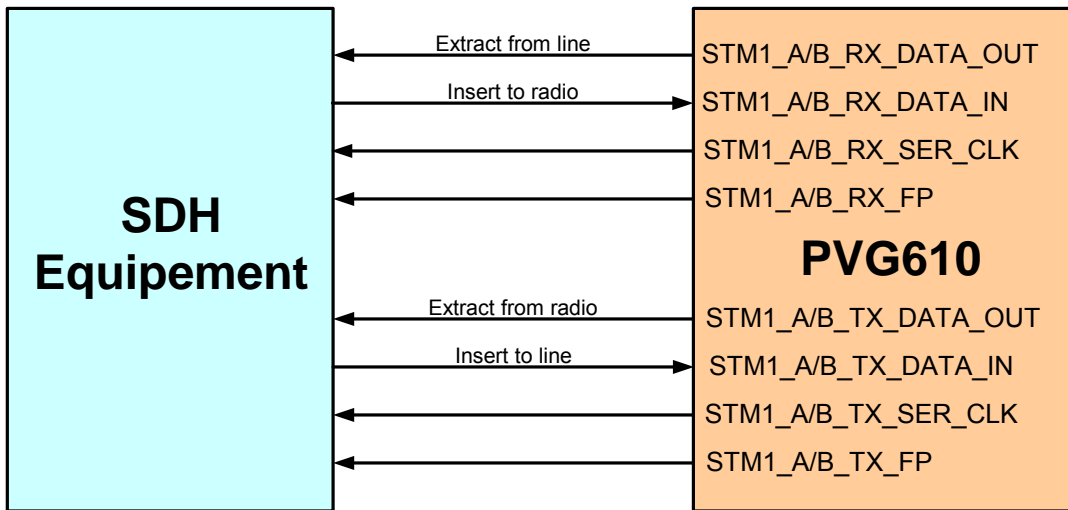 Extract from line
STM1_A/B_RX_DATA_OUT
Insert to radio
STM1_A/B_RX_DATA_IN
STM1_A/B_RX_SER_CLK
STM1_A/B_RX_FP
SDH
Equipement
PVG610
Extract from radio
STM1_A/B_TX_DATA_OUT
Insert to line
STM1_A/B_TX_DATA_IN
STM1_A/B_TX_SER_CLK
STM1_A/B_TX_FP